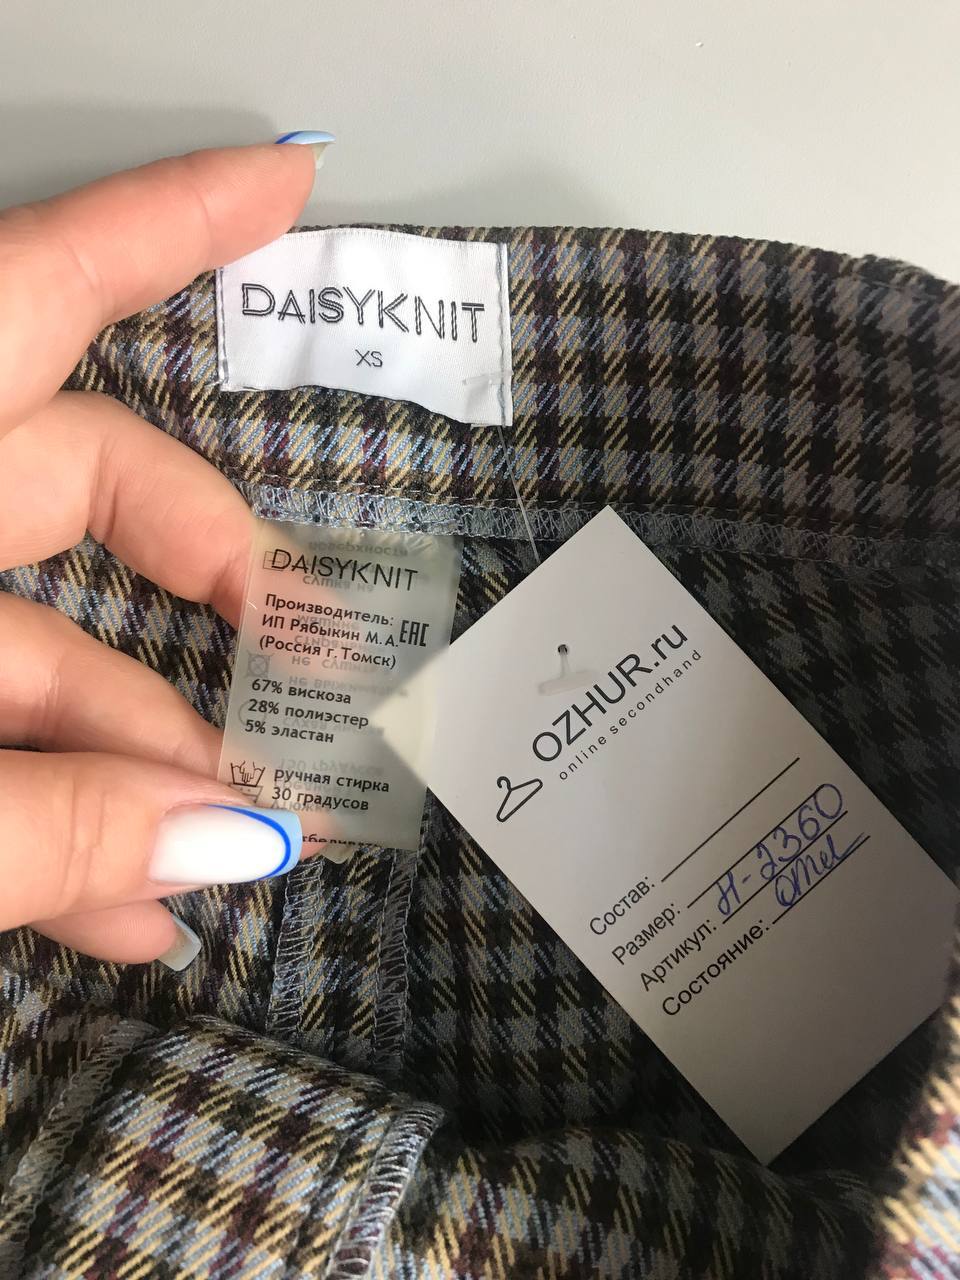 DAISYKNIT
XS
DAISYKNIT
Производитель:
ИП Рябыкин М.А. EAC
(Россия г. Томск)
67% вискоза
28% полиэстер
5% эластан
ручная стирка
30 градусов
OZHUR.ru
online secondhand
Состав:
Размер:
Артикул: Н-2360
Состояние: отл